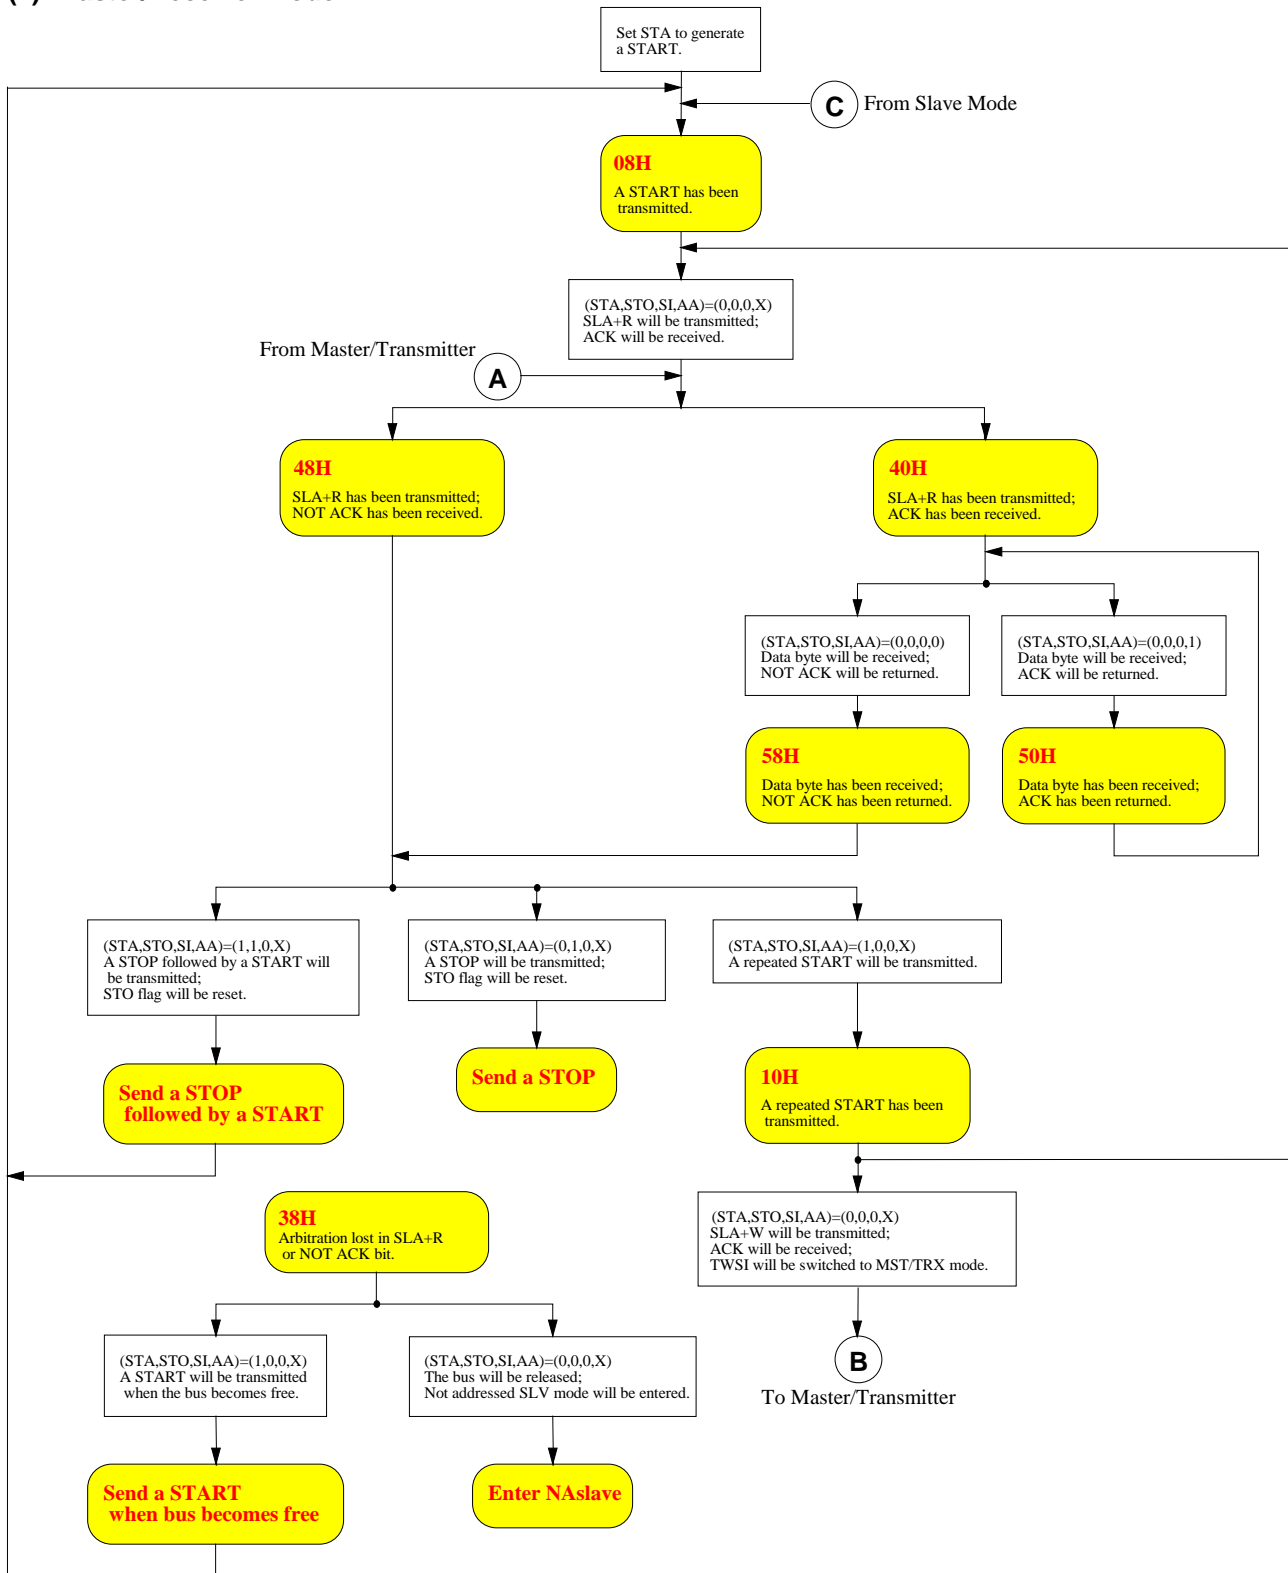 Set STA to generate
a START.
C
From Slave Mode
08H
A START has been
transmitted.
(STA,STO,SI,AA)=(0,0,0,X)
SLA+R will be transmitted;
ACK will be received.
From Master/Transmitter
A
48H
SLA+R has been transmitted;
NOT ACK has been received.
40H
SLA+R has been transmitted;
ACK has been received.
(STA,STO,SI,AA)=(0,0,0,0)
Data byte will be received;
NOT ACK will be returned.
(STA,STO,SI,AA)=(0,0,0,1)
Data byte will be received;
ACK will be returned.
58H
Data byte has been received;
NOT ACK has been returned.
50H
Data byte has been received;
ACK has been returned.
(STA,STO,SI,AA)=(1,1,0,X)
A STOP followed by a START will
be transmitted;
STO flag will be reset.
(STA,STO,SI,AA)=(0,1,0,X)
A STOP will be transmitted;
STO flag will be reset.
(STA,STO,SI,AA)=(1,0,0,X)
A repeated START will be transmitted.
Send a STOP
followed by a START
Send a STOP
10H
A repeated START has been
transmitted.
38H
Arbitration lost in SLA+R
or NOT ACK bit.
(STA,STO,SI,AA)=(0,0,0,X)
SLA+W will be transmitted;
ACK will be received;
TWSI will be switched to MST/TRX mode.
(STA,STO,SI,AA)=(1,0,0,X)
A START will be transmitted
when the bus becomes free.
(STA,STO,SI,AA)=(0,0,0,X)
The bus will be released;
Not addressed SLV mode will be entered.
B
To Master/Transmitter
Send a START
when bus becomes free
Enter NAslave